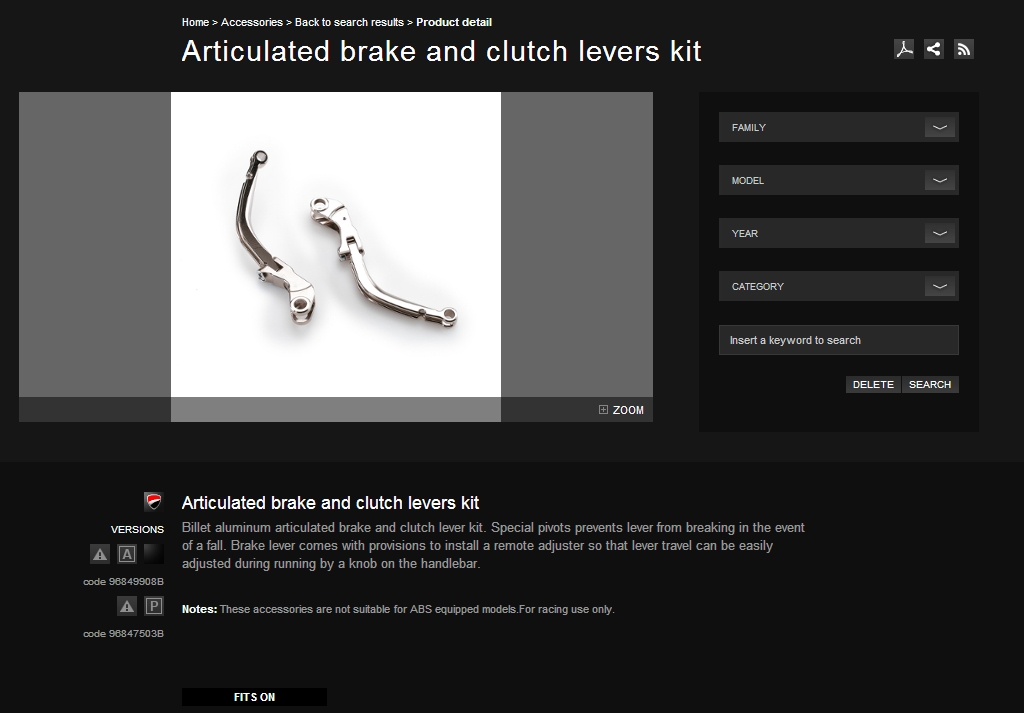 Home > Accessories > Back to search results > Product detail
Articulated brake and clutch levers kit
FAMILY
MODEL
YEAR
CATEGORY
Insert a keyword to search
DELETE SEARCH
ZOOM
Articulated brake and clutch levers kit
VERSIONS
Billet aluminum articulated brake and clutch lever kit. Special pivots prevents lever from breaking in the event
of a fall. Brake lever comes with provisions to install a remote adjuster so that lever travel can be easily
adjusted during running by a knob on the handlebar.
A
code 96849908B
P
code 96847503B
Notes: These accessories are not suitable for ABS equipped models.For racing use only.
FITS ON